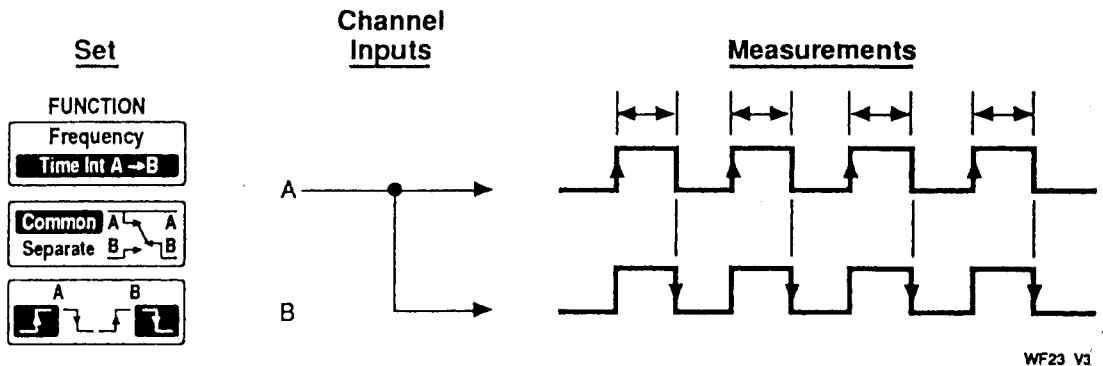 Set
Channel
Inputs
Measurements
FUNCTION
Frequency
Time Int A→B
Common A A
Separate B B
A B
A
B
WF23 V3